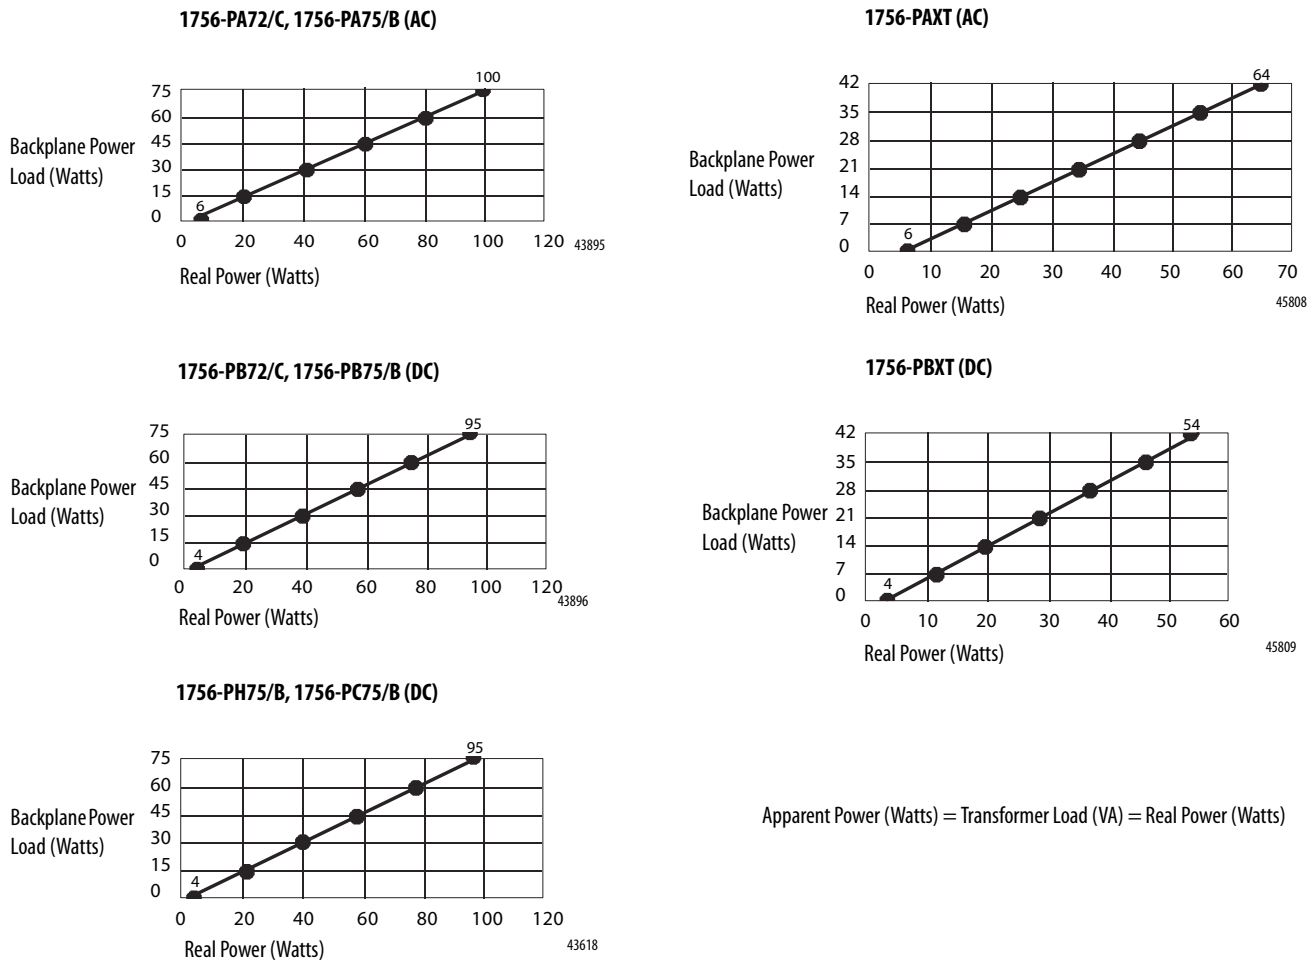 1756-PA72/C, 1756-PA75/B (AC)
100
75
60
45
30
15
0
6
Backplane Power
Load (Watts)
0 20 40 60 80 100 120
43895
Real Power (Watts)
1756-PAXT (AC)
64
42
35
28
21
14
7
0
6
Backplane Power
Load (Watts)
0 10 20 30 40 50 60 70
Real Power (Watts)
45808
1756-PB72/C, 1756-PB75/B (DC)
95
75
60
45
30
15
0
4
Backplane Power
Load (Watts)
0 20 40 60 80 100 120
43896
Real Power (Watts)
1756-PBXT (DC)
54
42
35
28
21
14
7
0
4
Backplane Power
Load (Watts)
0 10 20 30 40 50 60
Real Power (Watts)
45809
1756-PH75/B, 1756-PC75/B (DC)
95
75
60
45
30
15
0
4
Backplane Power
Load (Watts)
0 20 40 60 80 100 120
Real Power (Watts)
43618
Apparent Power (Watts) = Transformer Load (VA) = Real Power (Watts)